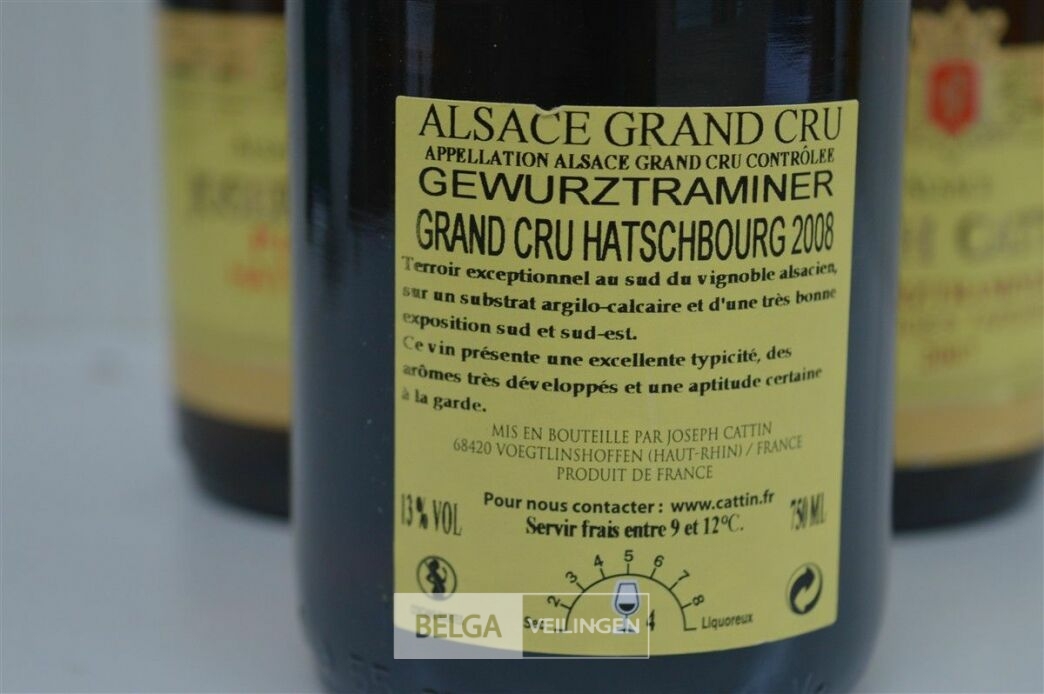 ALSACE GRAND CRU
APPELLATION ALSACE GRAND CRU CONTRÔLEE
GEWURZTRAMINER
GRAND CRU HATSCHBOURG 2008
Terroir exceptionnel au sud du vignoble alsacien,
sur un substrat argilo-calcaire et d'une très bonne
exposition sud et sud-est.
Ce vin présente une excellente typicité, des
arômes très développés et une aptitude certaine
à la garde.
MIS EN BOUTEILLE PAR JOSEPH CATTIN
68420 VOEGTLINSHOFFEN (HAUT-RHIN) / FRANCE
PRODUIT DE FRANCE
Pour nous contacter : www.cattin.fr
13 % VOL
Servir frais entre 9 et 12°C.
750 ML
2 3 4 5 6 7 8
Sec 4 Liquoreux
BELGA VEILINGEN